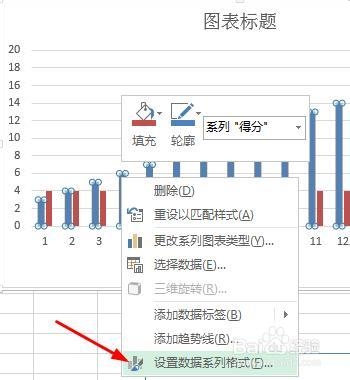 图表标题
20
18
16
14
12
10
8
6
4
2
0
1 2 3 11 12
填充 轮廓 系列 "得分"
删除(D)
重设以匹配样式(A)
更改系列图表类型(Y)...
选择数据(E)...
三维旋转(R)...
添加数据标签(B)
添加趋势线(R)...
设置数据系列格式(F)...
Baidu 经验